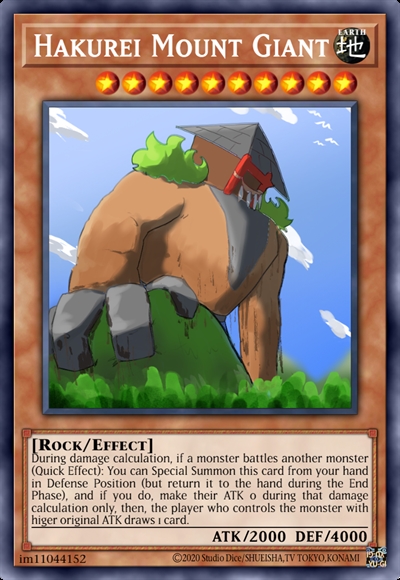 HAKUREI MOUNT GIANT
EARTH
地
[ROCK/EFFECT]
During damage calculation, if a monster battles another monster
(Quick Effect): You can Special Summon this card from your hand
in Defense Position (but return it to the hand during the End
Phase), and if you do, make their ATK 0 during that damage
calculation only, then, the player who controls the monster with
higer original ATK draws 1 card.
ATK/2000 DEF/4000
im11044152
©2020 Studio Dice/SHUEISHA,TV TOKYO,KONAMI